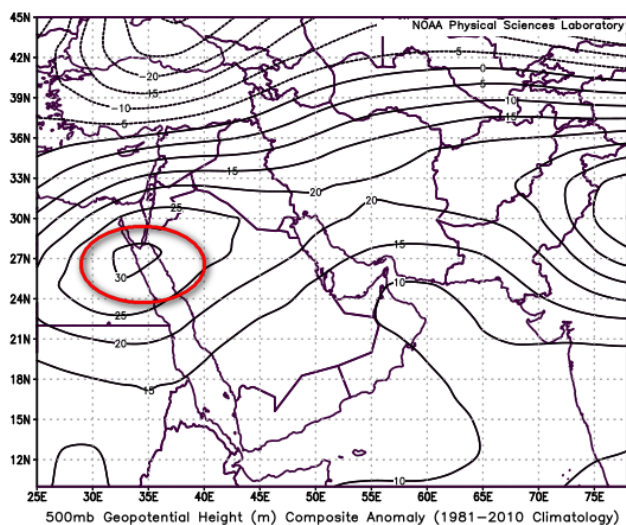 NOAA Physical Sciences Laboratory
45N
42N
39N
36N
33N
30N
27N
24N
21N
18N
15N
12N
-20
-15
-10
-5
-5
0
5
10
15
15
20
20
25
30
25
20
15
15
10
10
25E 30E 35E 40E 45E 50E 55E 60E 65E 70E 75E
500mb Geopotential Height (m) Composite Anomaly (1981-2010 Climatology)